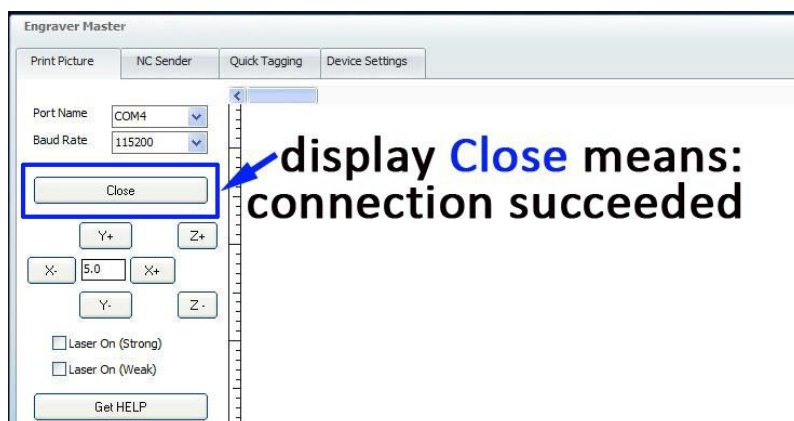 Engraver Master
Print Picture NC Sender Quick Tagging Device Settings
Port Name COM4
Baud Rate 115200
display Close means:
connection succeeded
Close
Y+ Z+
X- 5.0 X+
Y- Z -
Laser On (Strong)
Laser On (Weak)
Get HELP